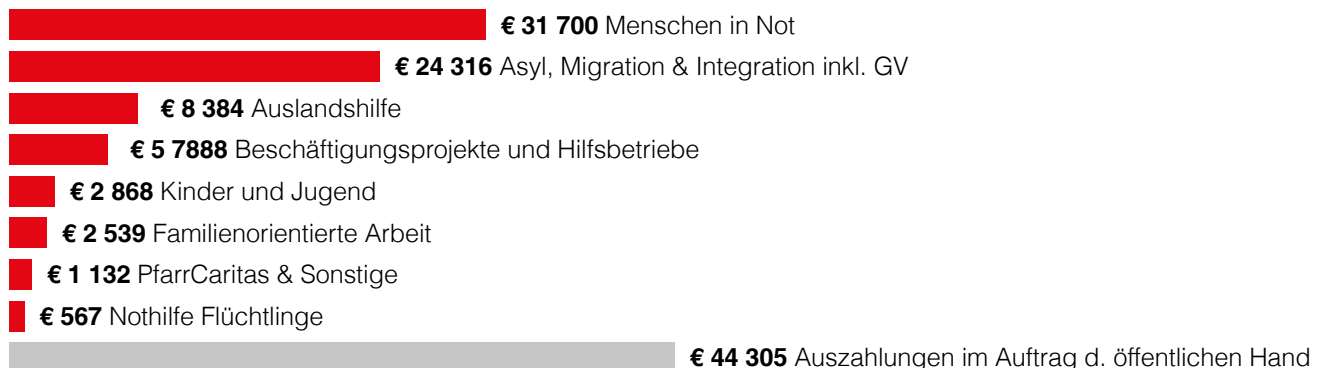 € 31 700 Menschen in Not
€ 24 316 Asyl, Migration & Integration inkl. GV
€ 8 384 Auslandshilfe
€ 5 7888 Beschäftigungsprojekte und Hilfsbetriebe
€ 2 868 Kinder und Jugend
€ 2 539 Familienorientierte Arbeit
€ 1 132 PfarrCaritas & Sonstige
€ 567 Nothilfe Flüchtlinge
€ 44 305 Auszahlungen im Auftrag d. öffentlichen Hand